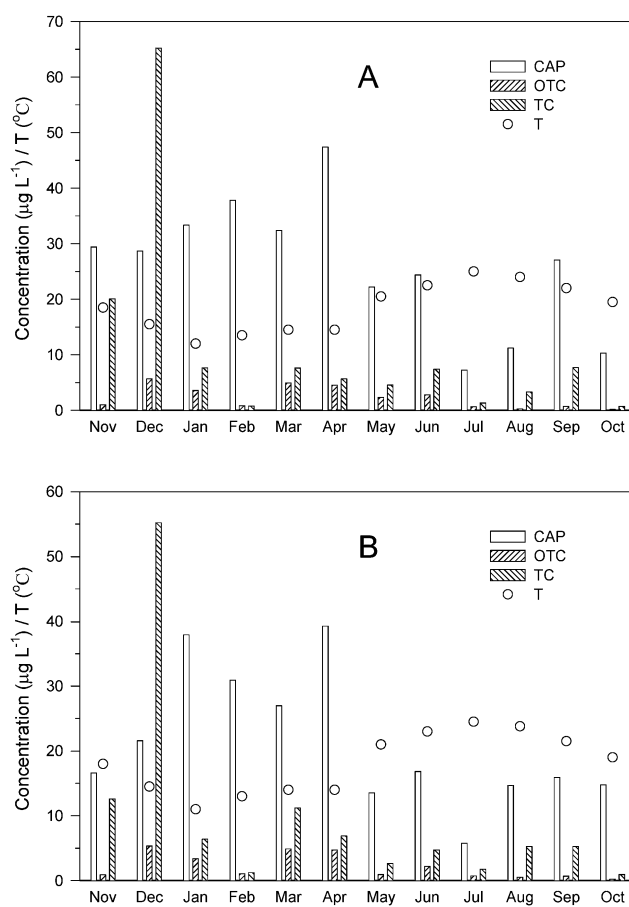 70
60
50
40
30
20
10
0
Concentration (μg L⁻¹) / T (°C)
A
CAP
OTC
TC
T
Nov Dec Jan Feb Mar Apr May Jun Jul Aug Sep Oct
60
50
40
30
20
10
0
Concentration (μg L⁻¹) / T (°C)
B
CAP
OTC
TC
T
Nov Dec Jan Feb Mar Apr May Jun Jul Aug Sep Oct